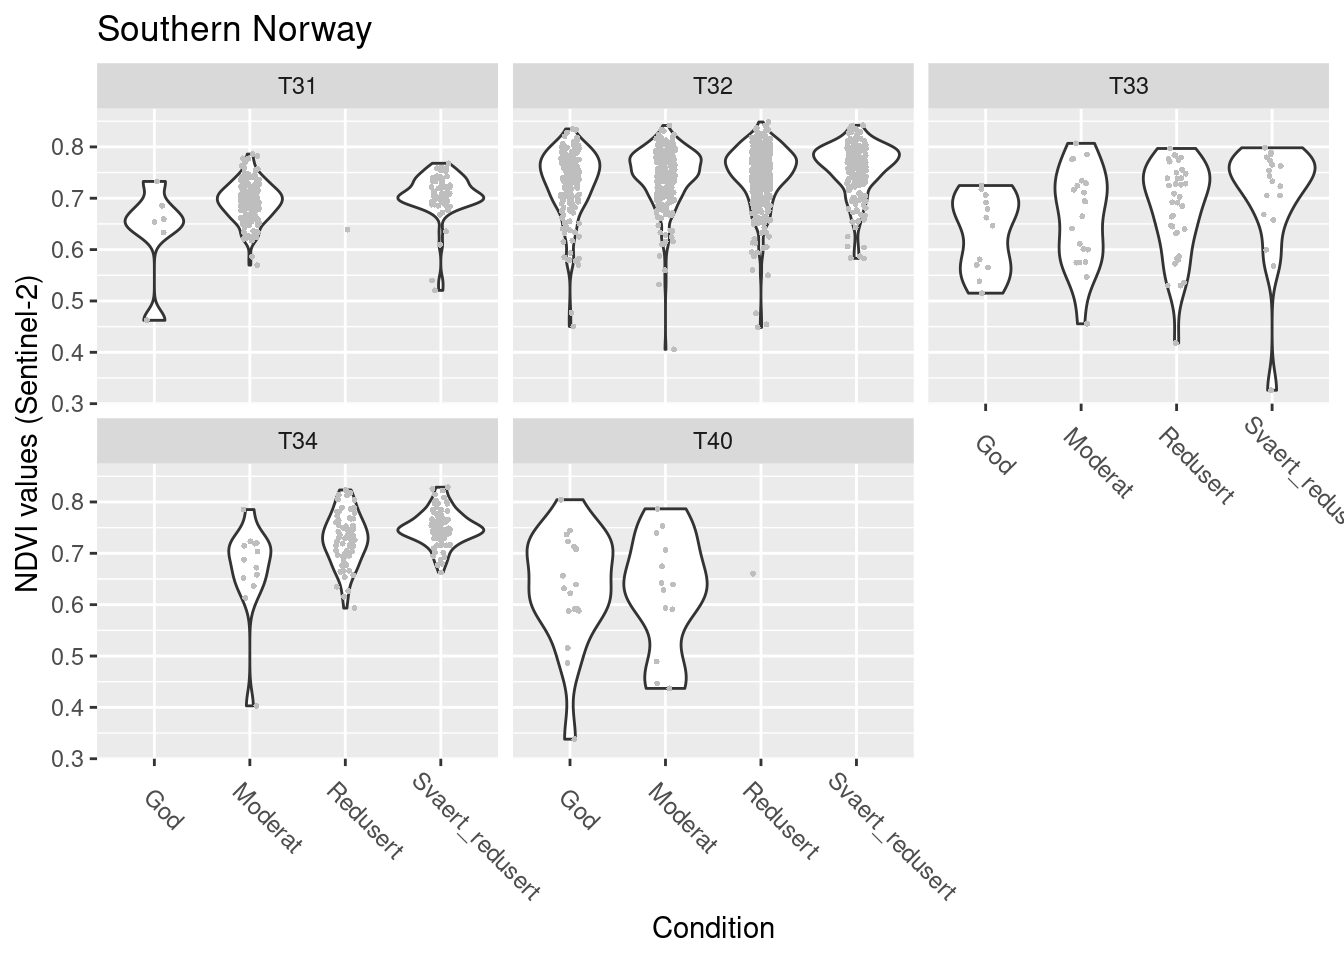 Southern Norway
T31
T32
T33
0.8
0.7
0.6
0.5
0.4
0.3
God
Moderat
Redusert
Svaert_redus
T34
T40
0.8
0.7
0.6
0.5
0.4
0.3
God
Moderat
Redusert
Svaert_redusert
God
Moderat
Redusert
Svaert_redusert
NDVI values (Sentinel-2)
Condition